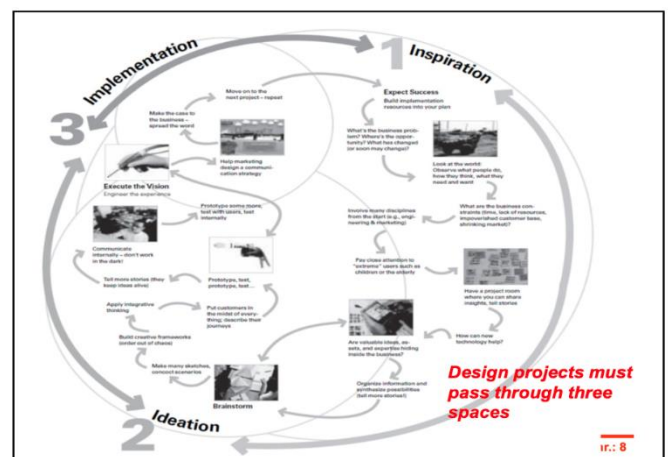 1
Inspiration
Expect Success
Build implementation
resources into your plan
What's the business prob-
lem? Where's the oppor-
tunity? What has changed
(or soon may change)?
Look at the world:
Observe what people do,
how they think, what they
need and want
What are the business con-
straints (time, lack of resources,
impoverished customer base,
shrinking market)?
Involve many disciplines
from the start (e.g., engi-
neering & marketing)
Pay close attention to
"extreme" users such as
children or the elderly
Have a project room
where you can share
insights, tell stories
How can new
technology help?
Are valuable ideas, as-
sets, and expertise hiding
inside the business?
Organize information and
synthesize possibilities
(tell more stories!)
2
Ideation
Brainstorm
Make many sketches,
concoct scenarios
Build creative frameworks
(order out of chaos)
Apply integrative
thinking
Put customers in
the midst of every-
thing; describe their
journeys
Prototype, test,
prototype, test...
Tell more stories (they
keep ideas alive)
Communicate
internally – don't work
in the dark!
Prototype some more,
test with users, test
internally
3
Implementation
Execute the Vision
Engineer the experience
Help marketing
design a communi-
cation strategy
Make the case to
the business –
spread the word
Move on to the
next project – repeat
Design projects must
pass through three
spaces
nr.: 8